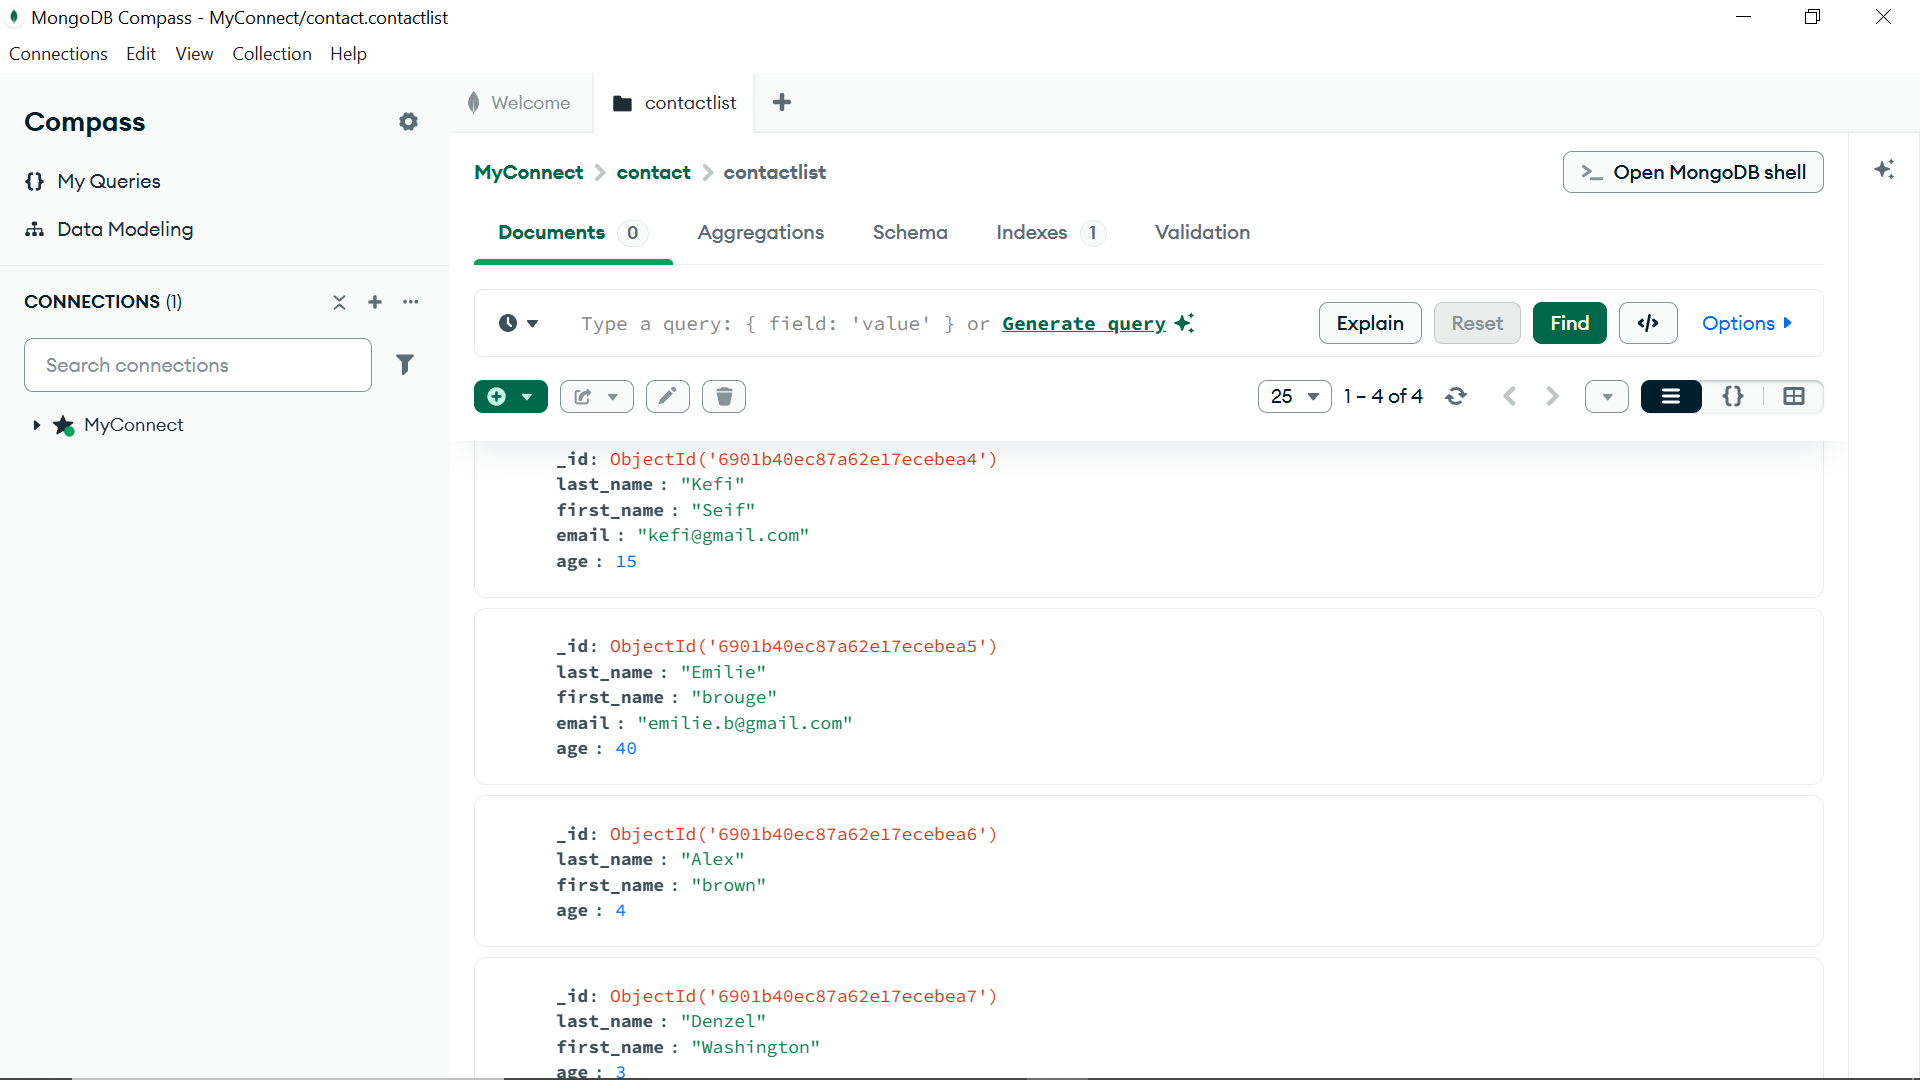 MongoDB Compass - MyConnect/contact.contactlist
Connections Edit View Collection Help
Compass
My Queries
Data Modeling
CONNECTIONS (1)
Search connections
MyConnect
Welcome
contactlist
MyConnect > contact > contactlist
>_ Open MongoDB shell
Documents 0 Aggregations Schema Indexes 1 Validation
Type a query: { field: 'value' } or Generate query
Explain Reset Find </> Options
25 1 – 4 of 4 {}
_id: ObjectId('6901b40ec87a62e17ecebea4')
last_name : "Kefi"
first_name : "Seif"
email : "kefi@gmail.com"
age : 15
_id: ObjectId('6901b40ec87a62e17ecebea5')
last_name : "Emilie"
first_name : "brouge"
email : "emilie.b@gmail.com"
age : 40
_id: ObjectId('6901b40ec87a62e17ecebea6')
last_name : "Alex"
first_name : "brown"
age : 4
_id: ObjectId('6901b40ec87a62e17ecebea7')
last_name : "Denzel"
first_name : "Washington"
age : 3